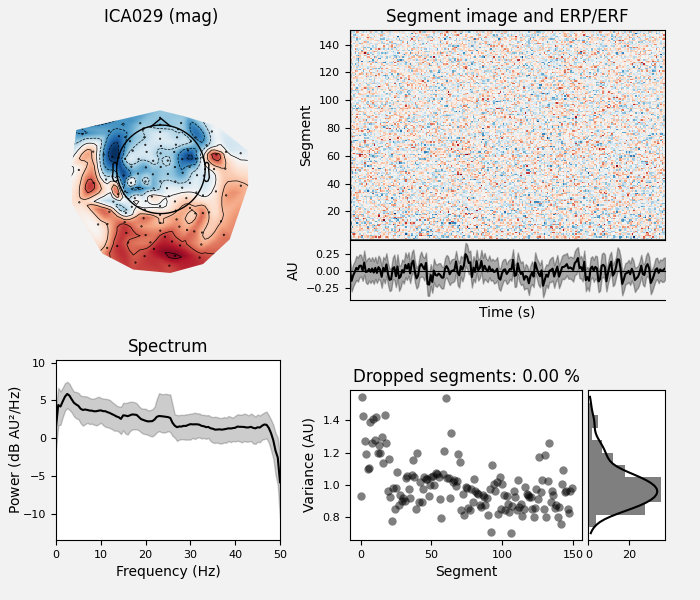 ICA029 (mag)
Segment image and ERP/ERF
Segment
140
120
100
80
60
40
20
AU
0.25
0.00
−0.25
Time (s)
Spectrum
Power (dB AU²/Hz)
10
5
0
−5
−10
0 10 20 30 40 50
Frequency (Hz)
Dropped segments: 0.00 %
Variance (AU)
1.4
1.2
1.0
0.8
0 50 100 150
Segment
0 20